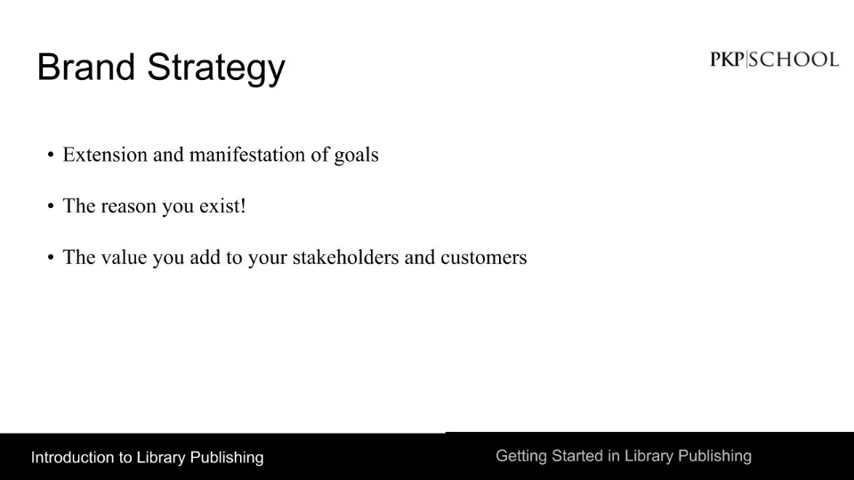 Brand Strategy
PKP|SCHOOL
• Extension and manifestation of goals
• The reason you exist!
• The value you add to your stakeholders and customers
Introduction to Library Publishing
Getting Started in Library Publishing